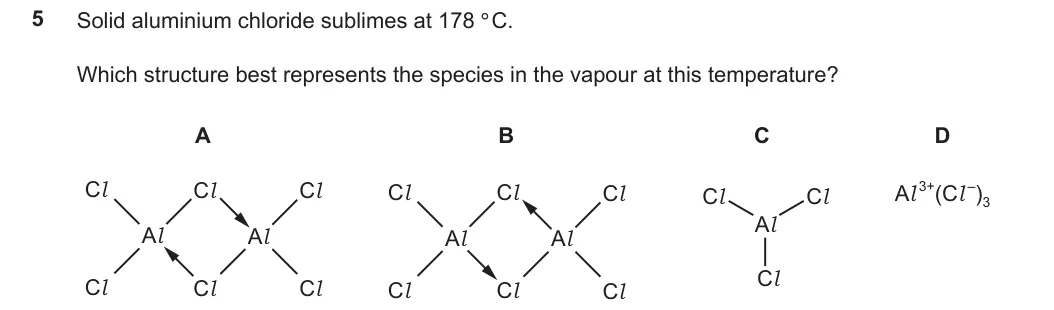 5 Solid aluminium chloride sublimes at 178 °C.
Which structure best represents the species in the vapour at this temperature?
A B C D
Cl Cl Cl Cl Cl Cl Cl Cl Al³⁺(Cl⁻)₃
Al Al Al Al Al
Cl Cl Cl Cl Cl Cl Cl